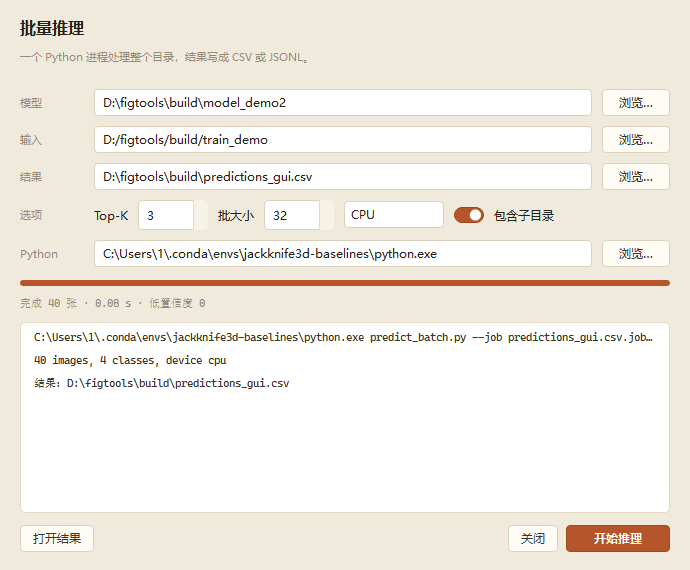 批量推理
一个 Python 进程处理整个目录，结果写成 CSV 或 JSONL。
模型 D:\figtools\build\model_demo2 浏览...
输入 D:/figtools/build/train_demo 浏览...
结果 D:\figtools\build\predictions_gui.csv 浏览...
选项 Top-K 3 批大小 32 CPU 包含子目录
Python C:\Users\1\.conda\envs\jackknife3d-baselines\python.exe 浏览...
完成 40 张 · 0.08 s · 低置信度 0
C:\Users\1\.conda\envs\jackknife3d-baselines\python.exe predict_batch.py --job predictions_gui.csv.job…
40 images, 4 classes, device cpu
结果: D:\figtools\build\predictions_gui.csv
打开结果 关闭 开始推理